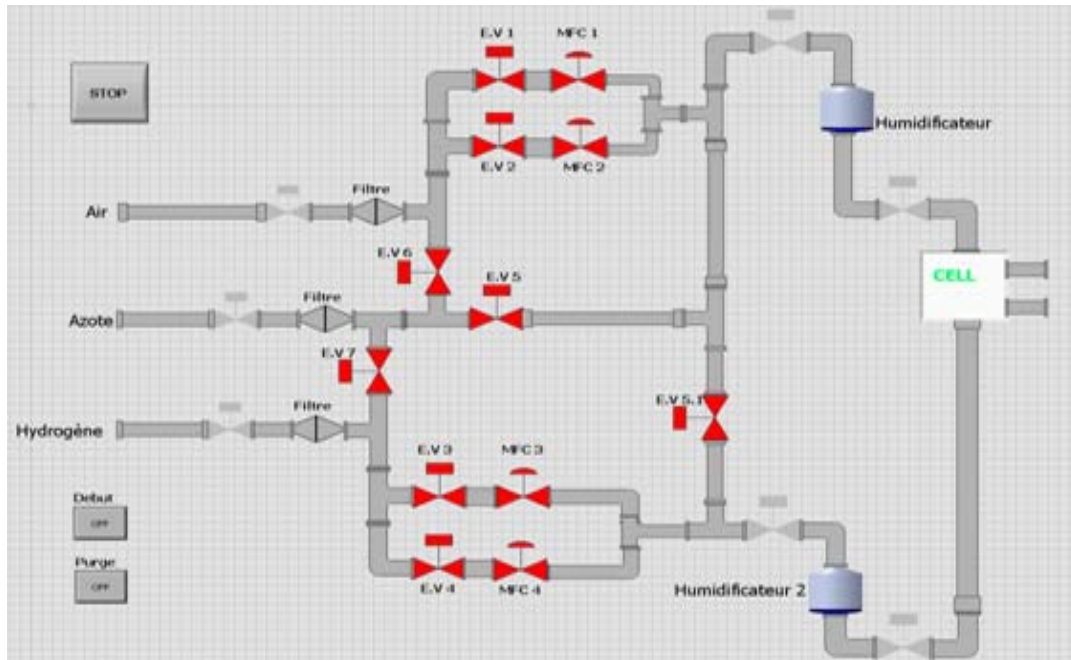 E.V 1
MFC 1
STOP
Humidificateur
E.V 2
MFC 2
Filtre
Air
E.V 6
E.V 5
CELL
Filtre
Azote
E.V 7
E.V 5.1
Filtre
Hydrogène
E.V 3
MFC 3
Debut
OFF
Purge
OFF
E.V 4
MFC 4
Humidificateur 2